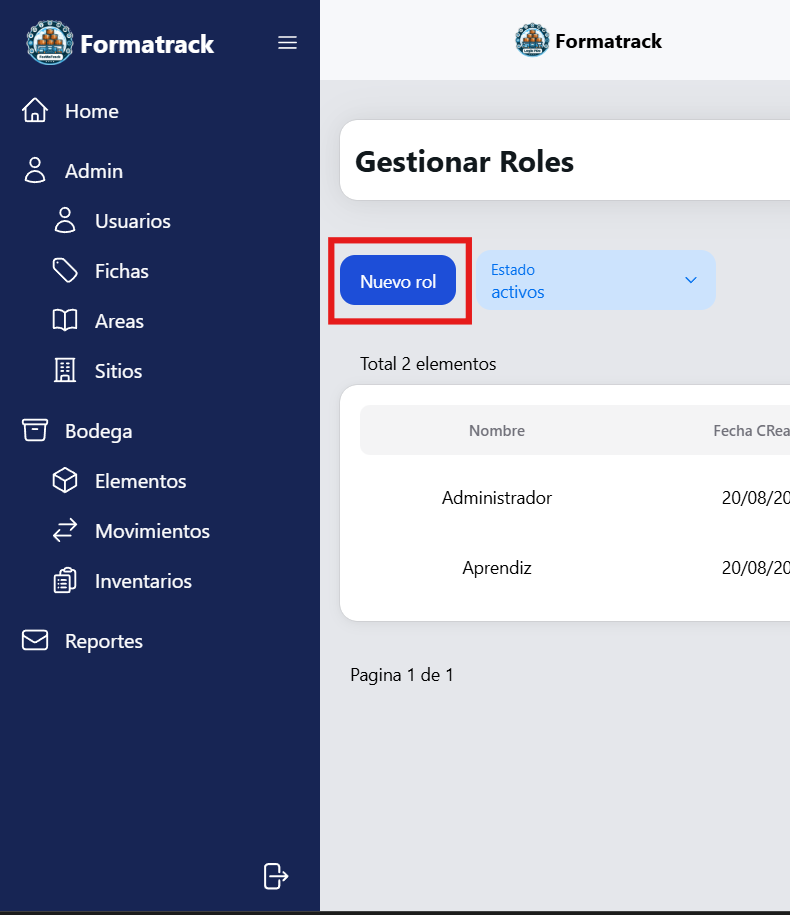 Formatrack
Home
Admin
Usuarios
Fichas
Areas
Sitios
Bodega
Elementos
Movimientos
Inventarios
Reportes
Formatrack
Gestionar Roles
Nuevo rol
Estado
activos
Total 2 elementos
Nombre Fecha CRea
Administrador 20/08/20
Aprendiz 20/08/20
Pagina 1 de 1